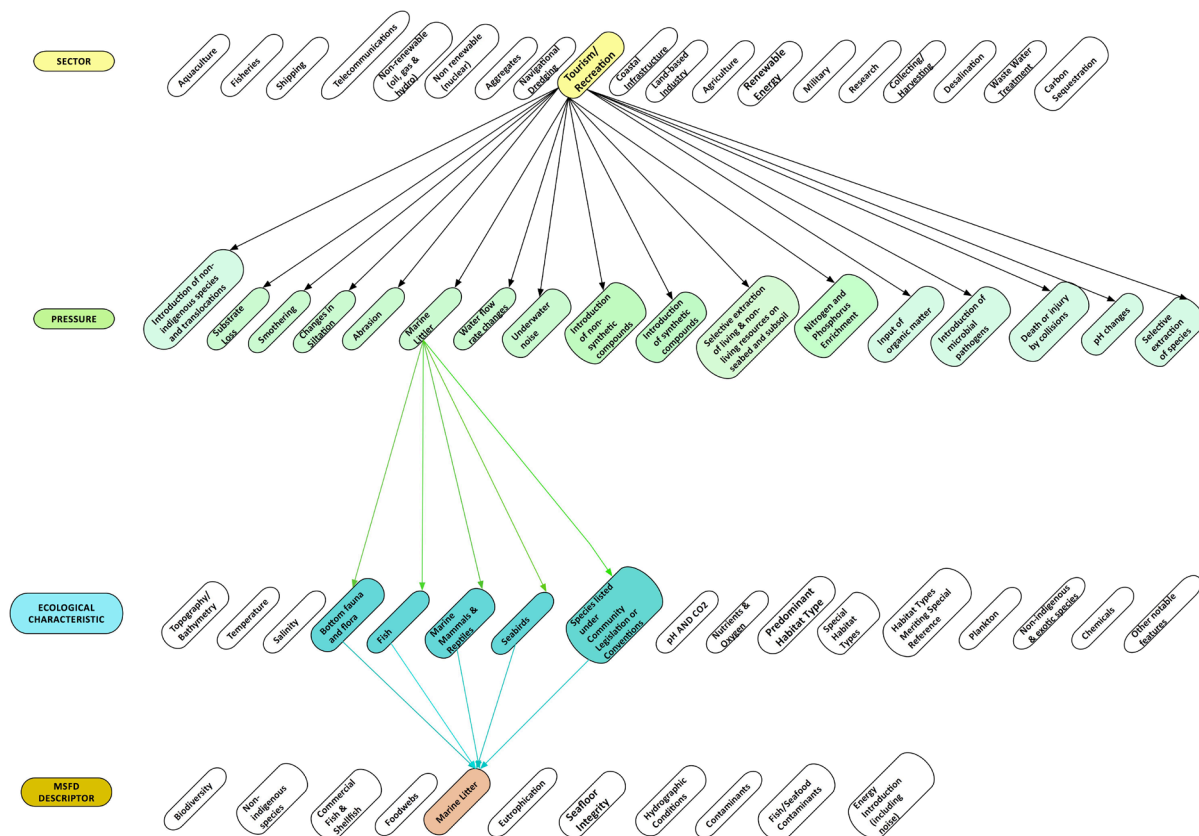 SECTOR
Aquaculture
Fisheries
Shipping
Telecommunications
Non-renewable
(oil, gas &
hydro)
Non renewable
(nuclear)
Aggregates
Navigational
Dredging
Tourism/
Recreation
Coastal
Infrastructure
Land-based
Industry
Agriculture
Renewable
Energy
Military
Research
Collecting/
Harvesting
Desalination
Waste Water
Treatment
Carbon
Sequestration
PRESSURE
Introduction of non-
indigenous species
and translocations
Substrate
Loss
Smothering
Changes in
Siltation
Abrasion
Marine
Littler
Water flow
rate changes
Underwater
noise
Introduction
of non-
synthetic
compounds
Introduction
of synthetic
compounds
Selective extraction
of living & non-
living resources on
seabed and subsoil
Nitrogen and
Phosphorus
Enrichment
Input of
organic matter
Introduction of
microbial
pathogens
Death or injury
by collisions
pH changes
Selective
extraction
of species
ECOLOGICAL
CHARACTERISTIC
Topography/
Bathymetry
Temperature
Salinity
Bottom fauna
and flora
Fish
Marine
Mammals &
Reptiles
Seabirds
Species listed
under
Community
Legislation or
Conventions
pH AND CO2
Nutrients &
Oxygen
Predominant
Habitat Type
Special
Habitat
Types
Habitat Types
Meriting Special
Reference
Plankton
Non-indigenous
& exotic species
Chemicals
Other notable
features
MSFD
DESCRIPTOR
Biodiversity
Non-
indigenous
species
Commercial
Fish &
Shellfish
Foodwebs
Marine Litter
Eutrophication
Seafloor
Integrity
Hydrographic
Conditions
Contaminants
Fish/Seafood
Contaminants
Energy
Introduction
(including
noise)